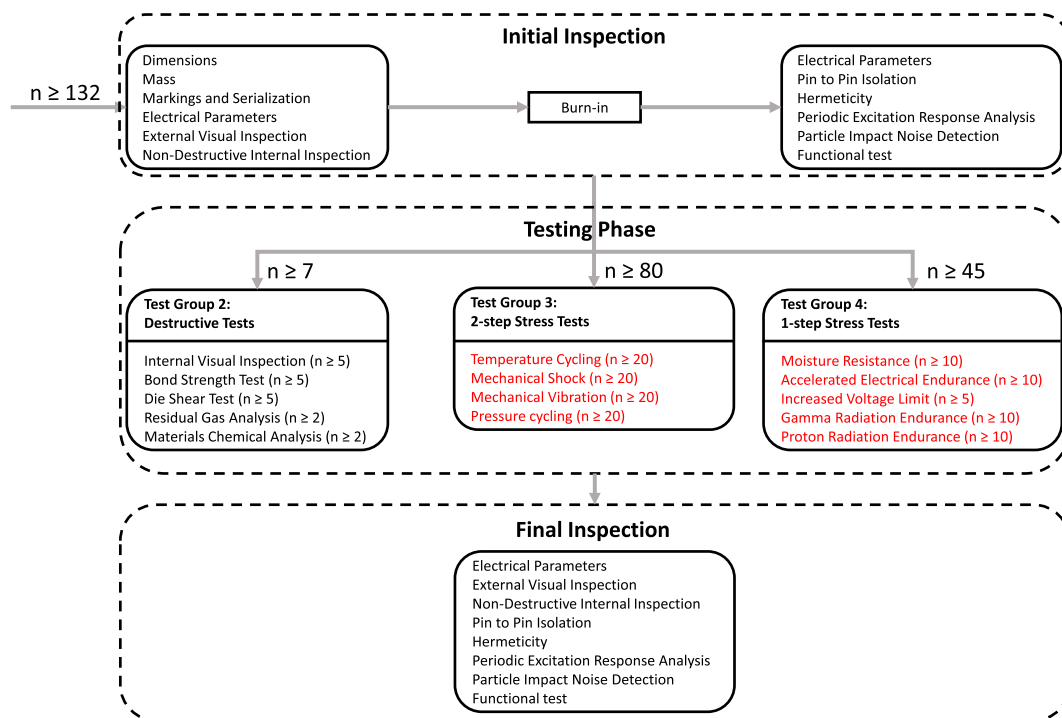 Initial Inspection
n ≥ 132
Dimensions
Mass
Markings and Serialization
Electrical Parameters
External Visual Inspection
Non-Destructive Internal Inspection
Burn-in
Electrical Parameters
Pin to Pin Isolation
Hermeticity
Periodic Excitation Response Analysis
Particle Impact Noise Detection
Functional test
Testing Phase
n ≥ 7
n ≥ 80
n ≥ 45
Test Group 2:
Destructive Tests
Internal Visual Inspection (n ≥ 5)
Bond Strength Test (n ≥ 5)
Die Shear Test (n ≥ 5)
Residual Gas Analysis (n ≥ 2)
Materials Chemical Analysis (n ≥ 2)
Test Group 3:
2-step Stress Tests
Temperature Cycling (n ≥ 20)
Mechanical Shock (n ≥ 20)
Mechanical Vibration (n ≥ 20)
Pressure cycling (n ≥ 20)
Test Group 4:
1-step Stress Tests
Moisture Resistance (n ≥ 10)
Accelerated Electrical Endurance (n ≥ 10)
Increased Voltage Limit (n ≥ 5)
Gamma Radiation Endurance (n ≥ 10)
Proton Radiation Endurance (n ≥ 10)
Final Inspection
Electrical Parameters
External Visual Inspection
Non-Destructive Internal Inspection
Pin to Pin Isolation
Hermeticity
Periodic Excitation Response Analysis
Particle Impact Noise Detection
Functional test